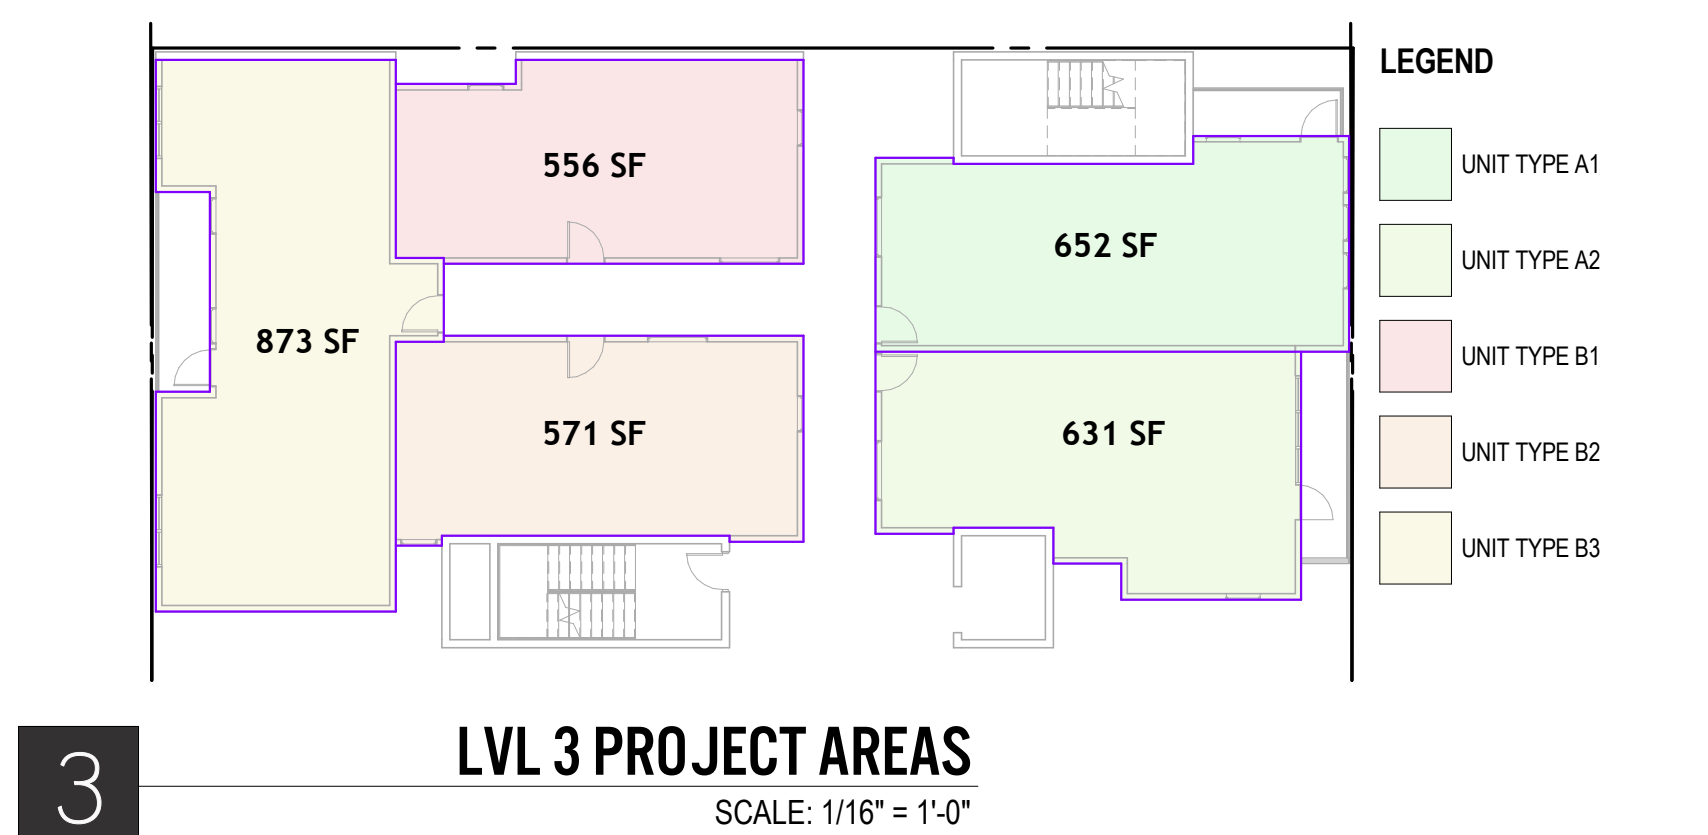 LEGEND
556 SF
UNIT TYPE A1
652 SF
UNIT TYPE A2
873 SF
UNIT TYPE B1
571 SF
631 SF
UNIT TYPE B2
UNIT TYPE B3
3
LVL 3 PROJECT AREAS
SCALE: 1/16" = 1'-0"